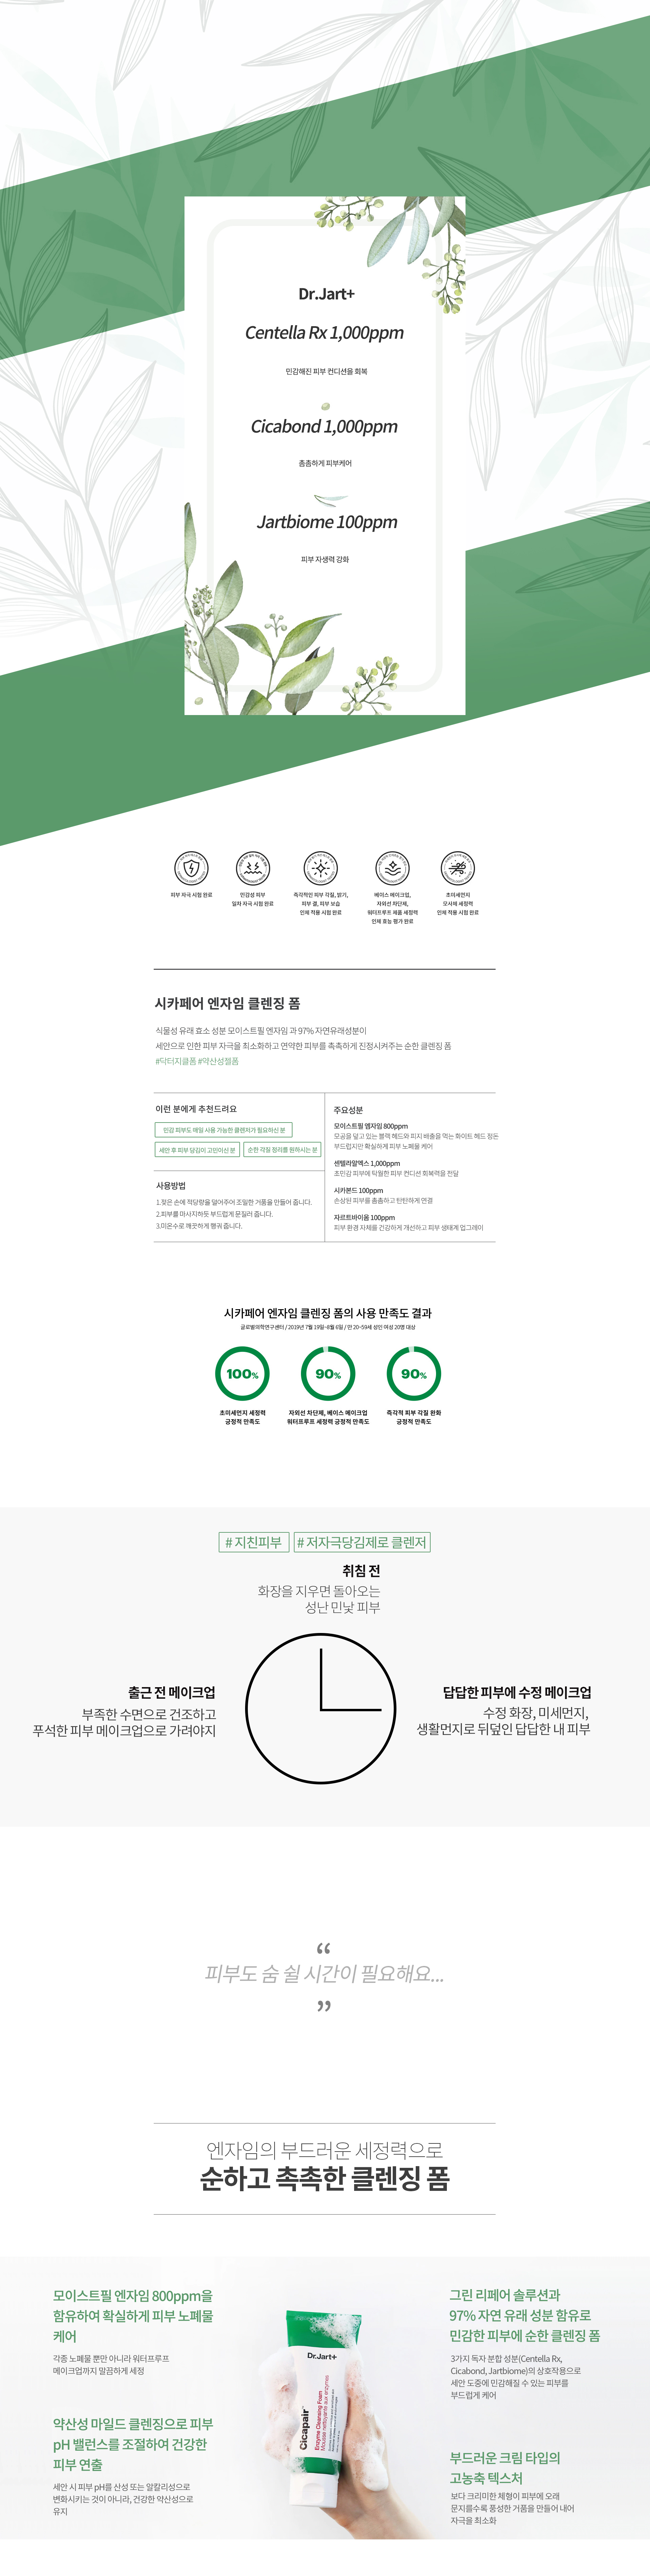 Dr.Jart+
Centella Rx 1,000ppm
민감해진 피부 컨디션을 회복
Cicabond 1,000ppm
촘촘하게 피부케어
Jartbiome 100ppm
피부 자생력 강화
피부 자극 시험 완료
민감성 피부
일차 자극 시험 완료
즉각적인 피부 각질, 밝기,
피부 결, 피부 보습
인체 적용 시험 완료
베이스 메이크업,
자외선 차단제,
워터프루프 제품 세정력
인체 효능 평가 완료
초미세먼지
모사체 세정력
인체 적용 시험 완료
시카페어 엔자임 클렌징 폼
식물성 유래 효소 성분 모이스트필 엔자임 과 97% 자연유래성분이
세안으로 인한 피부 자극을 최소화하고 연약한 피부를 촉촉하게 진정시켜주는 순한 클렌징 폼
#닥터지클폼 #약산성젤폼
이런 분에게 추천드려요
민감 피부도 매일 사용 가능한 클렌저가 필요하신 분
세안 후 피부 당김이 고민이신 분
순한 각질 정리를 원하시는 분
사용방법
1.젖은 손에 적당량을 덜어주어 조밀한 거품을 만들어 줍니다.
2.피부를 마사지하듯 부드럽게 문질러 줍니다.
3.미온수로 깨끗하게 헹궈 줍니다.
주요성분
모이스트필 엠자임 800ppm
모공을 덮고 있는 블랙 헤드와 피지 배출을 먹는 화이트 헤드 정돈
부드럽지만 확실하게 피부 노폐물 케어
센텔라알엑스 1,000ppm
초민감 피부에 탁월한 피부 컨디션 회복력을 전달
시카본드 100ppm
손상된 피부를 촘촘하고 탄탄하게 연결
자르트바이옴 100ppm
피부 환경 자체를 건강하게 개선하고 피부 생태계 업그레이
시카페어 엔자임 클렌징 폼의 사용 만족도 결과
글로벌의학연구센터 / 2019년 7월 19일~8월 6일 / 만 20~59세 성인 여성 20명 대상
100%
90%
90%
초미세먼지 세정력
긍정적 만족도
자외선 차단제, 베이스 메이크업
워터프루프 세정력 긍정적 만족도
즉각적 피부 각질 완화
긍정적 만족도
# 지친피부
# 저자극당김제로 클렌저
취침 전
화장을 지우면 돌아오는
성난 민낯 피부
출근 전 메이크업
부족한 수면으로 건조하고
푸석한 피부 메이크업으로 가려야지
답답한 피부에 수정 메이크업
수정 화장, 미세먼지,
생활먼지로 뒤덮인 답답한 내 피부
“
피부도 숨 쉴 시간이 필요해요...
”
엔자임의 부드러운 세정력으로
순하고 촉촉한 클렌징 폼
모이스트필 엔자임 800ppm을
함유하여 확실하게 피부 노폐물
케어
각종 노폐물 뿐만 아니라 워터프루프
메이크업까지 말끔하게 세정
약산성 마일드 클렌징으로 피부
pH 밸런스를 조절하여 건강한
피부 연출
세안 시 피부 pH를 산성 또는 알칼리성으로
변화시키는 것이 아니라, 건강한 약산성으로
유지
Dr.Jart+
Cicapair™
Enzyme Cleansing Foam
Mousse nettoyante aux enzymes
그린 리페어 솔루션과
97% 자연 유래 성분 함유로
민감한 피부에 순한 클렌징 폼
3가지 독자 분합 성분(Centella Rx,
Cicabond, Jartbiome)의 상호작용으로
세안 도중에 민감해질 수 있는 피부를
부드럽게 케어
부드러운 크림 타입의
고농축 텍스처
보다 크리미한 제형이 피부에 오래
문지를수록 풍성한 거품을 만들어 내어
자극을 최소화